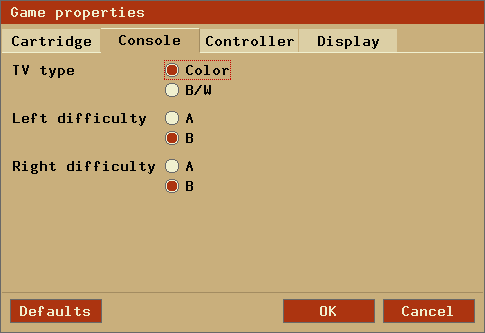 Game properties
Cartridge Console Controller Display
TV type Color
B/W
Left difficulty A
B
Right difficulty A
B
Defaults OK Cancel